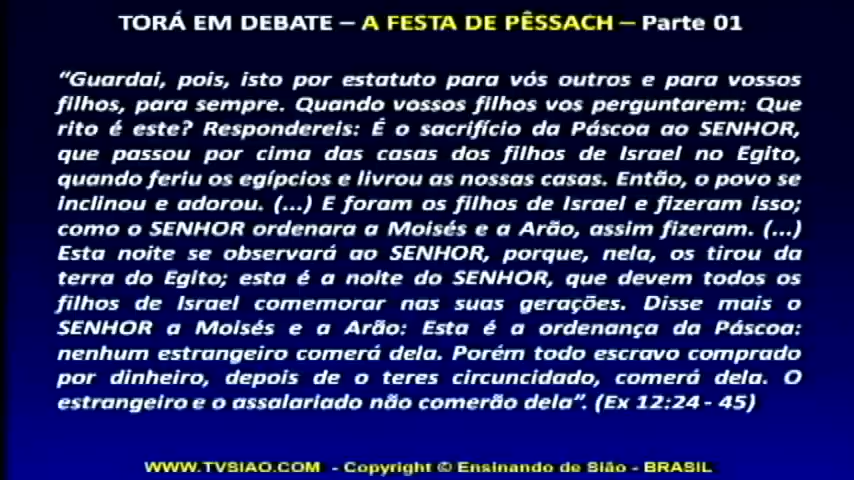 TORÁ EM DEBATE – A FESTA DE PÊSSACH – Parte 01
“Guardai, pois, isto por estatuto para vós outros e para vossos
filhos, para sempre. Quando vossos filhos vos perguntarem: Que
rito é este? Respondereis: É o sacrifício da Páscoa ao SENHOR,
que passou por cima das casas dos filhos de Israel no Egito,
quando feriu os egípcios e livrou as nossas casas. Então, o povo se
inclinou e adorou. (...) E foram os filhos de Israel e fizeram isso;
como o SENHOR ordenara a Moisés e a Arão, assim fizeram. (...)
Esta noite se observará ao SENHOR, porque, nela, os tirou da
terra do Egito; esta é a noite do SENHOR, que devem todos os
filhos de Israel comemorar nas suas gerações. Disse mais o
SENHOR a Moisés e a Arão: Esta é a ordenança da Páscoa:
nenhum estrangeiro comerá dela. Porém todo escravo comprado
por dinheiro, depois de o teres circuncidado, comerá dela. O
estrangeiro e o assalariado não comerão dela”. (Ex 12:24 - 45)
WWW.TVSIAO.COM - Copyright © Ensinando de Sião - BRASIL